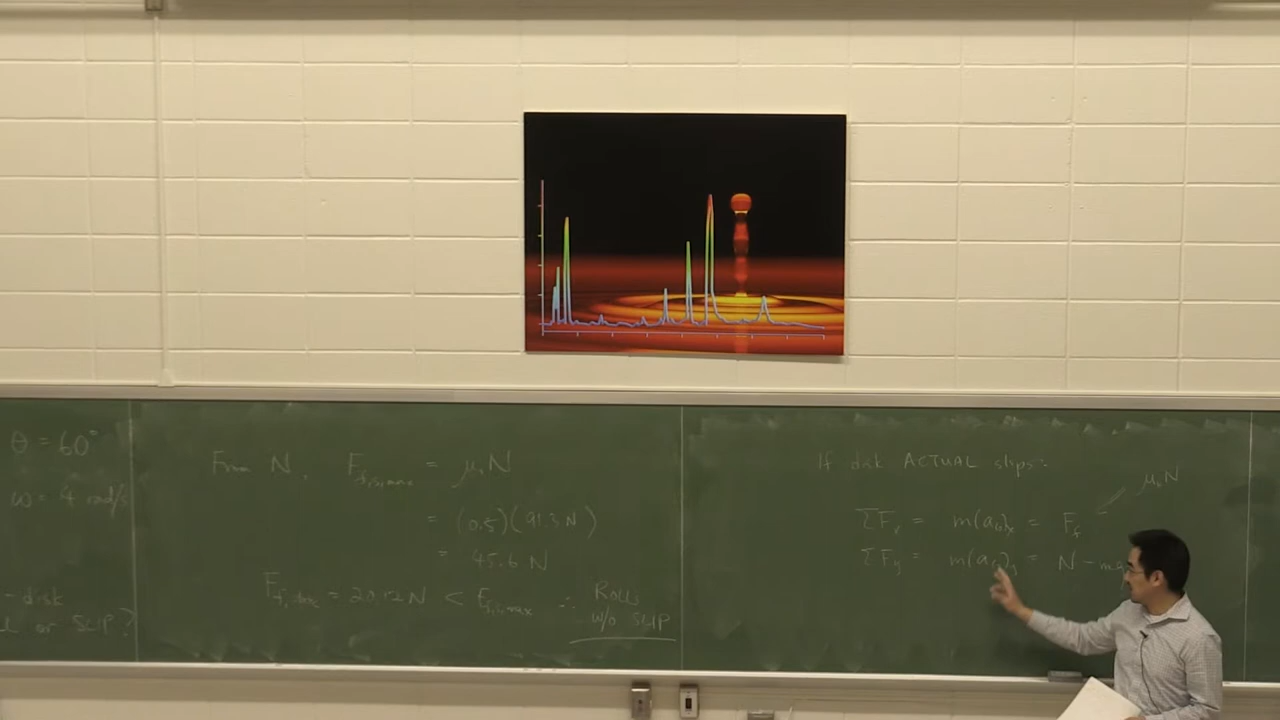 θ = 60°
ω = 4 rad/s
- disk
OR SLIP?
From N, F_f,s,max = μ_s N
= (0.5)(91.3 N)
= 45.6 N
F_f, = 20.12 N < F_f,s,max ∴ ROLLS
w/o SLIP
If disk ACTUAL slips:
μ_k N
ΣF_x = m(a_G)_x = F_f
ΣF_y = m(a_G)_y = N - mg